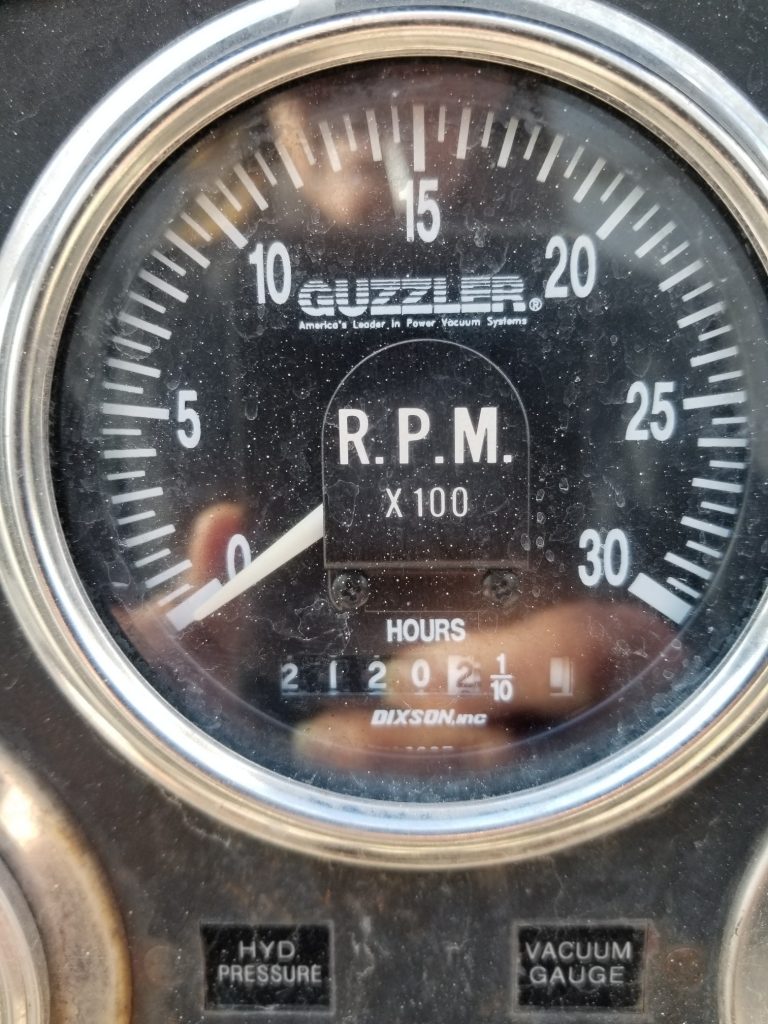 15
10
20
GUZZLER®
America's Leader In Power Vacuum Systems
5
25
R.P.M.
X100
0
30
HOURS
2 1 2 0 2 1/10
DIXSON,inc
HYD
PRESSURE
VACUUM
GAUGE